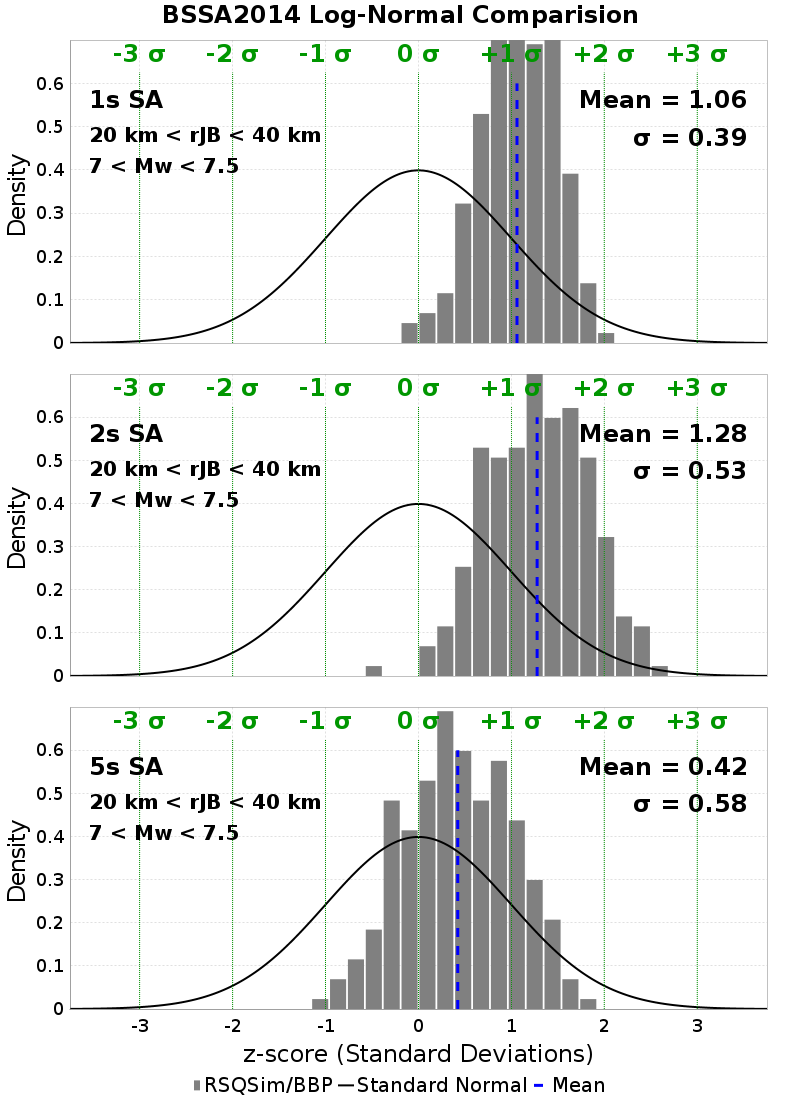 BSSA2014 Log-Normal Comparision
-3 σ -2 σ -1 σ 0 σ +1 σ +2 σ +3 σ
1s SA
20 km < rJB < 40 km
7 < Mw < 7.5
Mean = 1.06
σ = 0.39
Density
0.6
0.5
0.4
0.3
0.2
0.1
0
-3 σ -2 σ -1 σ 0 σ +1 σ +2 σ +3 σ
2s SA
20 km < rJB < 40 km
7 < Mw < 7.5
Mean = 1.28
σ = 0.53
Density
0.6
0.5
0.4
0.3
0.2
0.1
0
-3 σ -2 σ -1 σ 0 σ +1 σ +2 σ +3 σ
5s SA
20 km < rJB < 40 km
7 < Mw < 7.5
Mean = 0.42
σ = 0.58
Density
0.6
0.5
0.4
0.3
0.2
0.1
0
-3 -2 -1 0 1 2 3
z-score (Standard Deviations)
RSQSim/BBP Standard Normal Mean